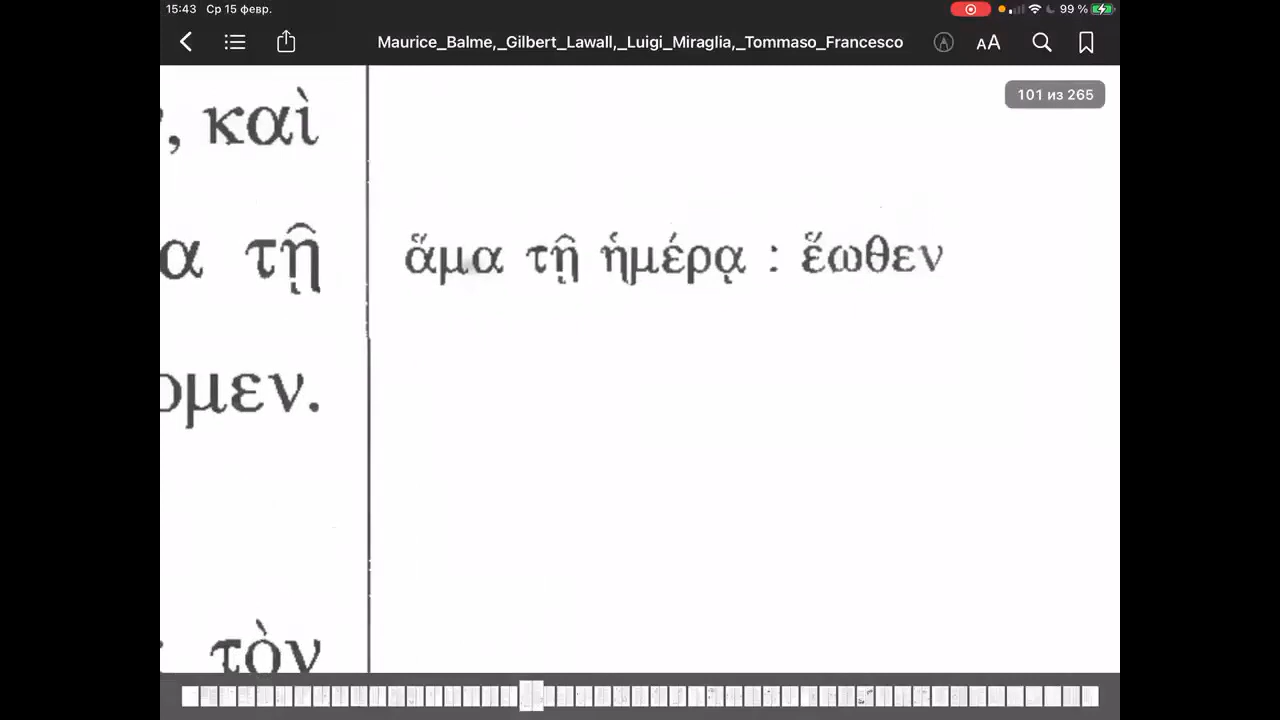 15:43 Ср 15 февр. 99 %
Maurice_Balme,_Gilbert_Lawall,_Luigi_Miraglia,_Tommaso_Francesco AA
101 из 265
, καὶ
α τῇ ἅμα τῇ ἡμέρᾳ : ἕωθεν
ομεν.
τὸν